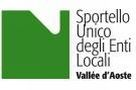 Sportello
Unico
degli Enti
Locali
Vallée d'Aoste